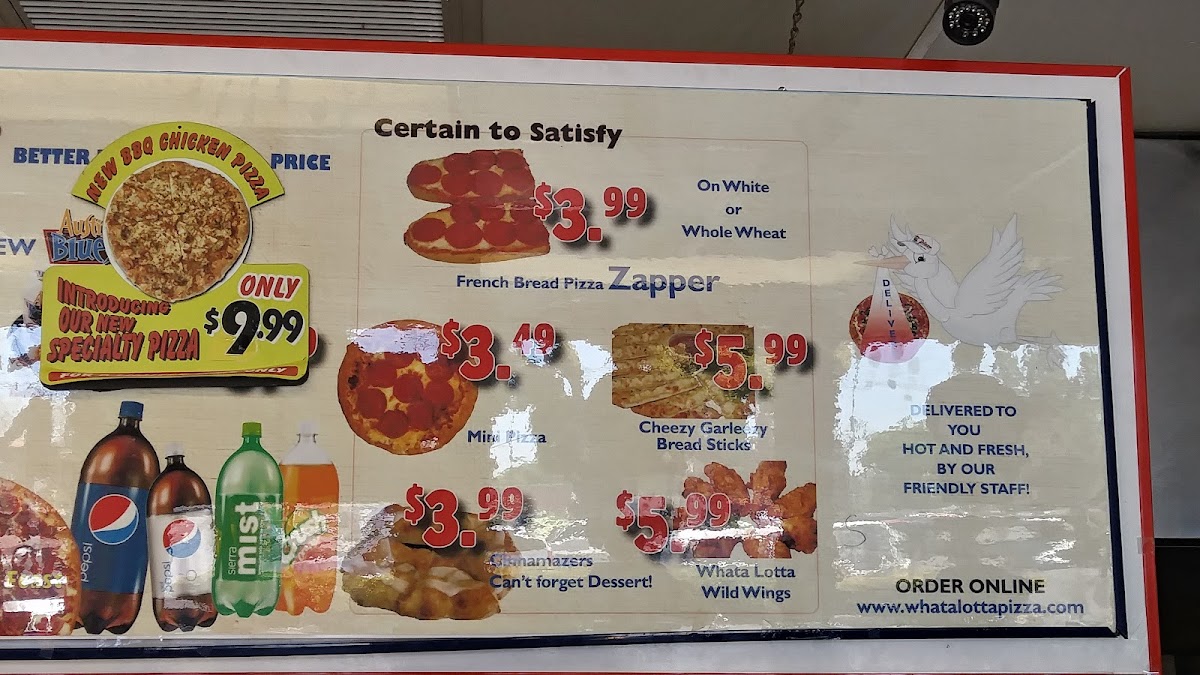 BETTER
PRICE
NEW BBQ CHICKEN PIZZA
INTRODUCING
OUR NEW
SPECIALTY PIZZA
ONLY
$9.99
Certain to Satisfy
$3.99
On White
or
Whole Wheat
French Bread Pizza Zapper
$3.49
Mini Pizza
$5.99
Cheezy Garleezy
Bread Sticks
$3.99
Cinnamazers
Can't forget Dessert!
$5.99
Whata Lotta
Wild Wings
pepsi
pepsi
sierra
mist
DELIVE
DELIVERED TO
YOU
HOT AND FRESH,
BY OUR
FRIENDLY STAFF!
ORDER ONLINE
www.whatalottapizza.com